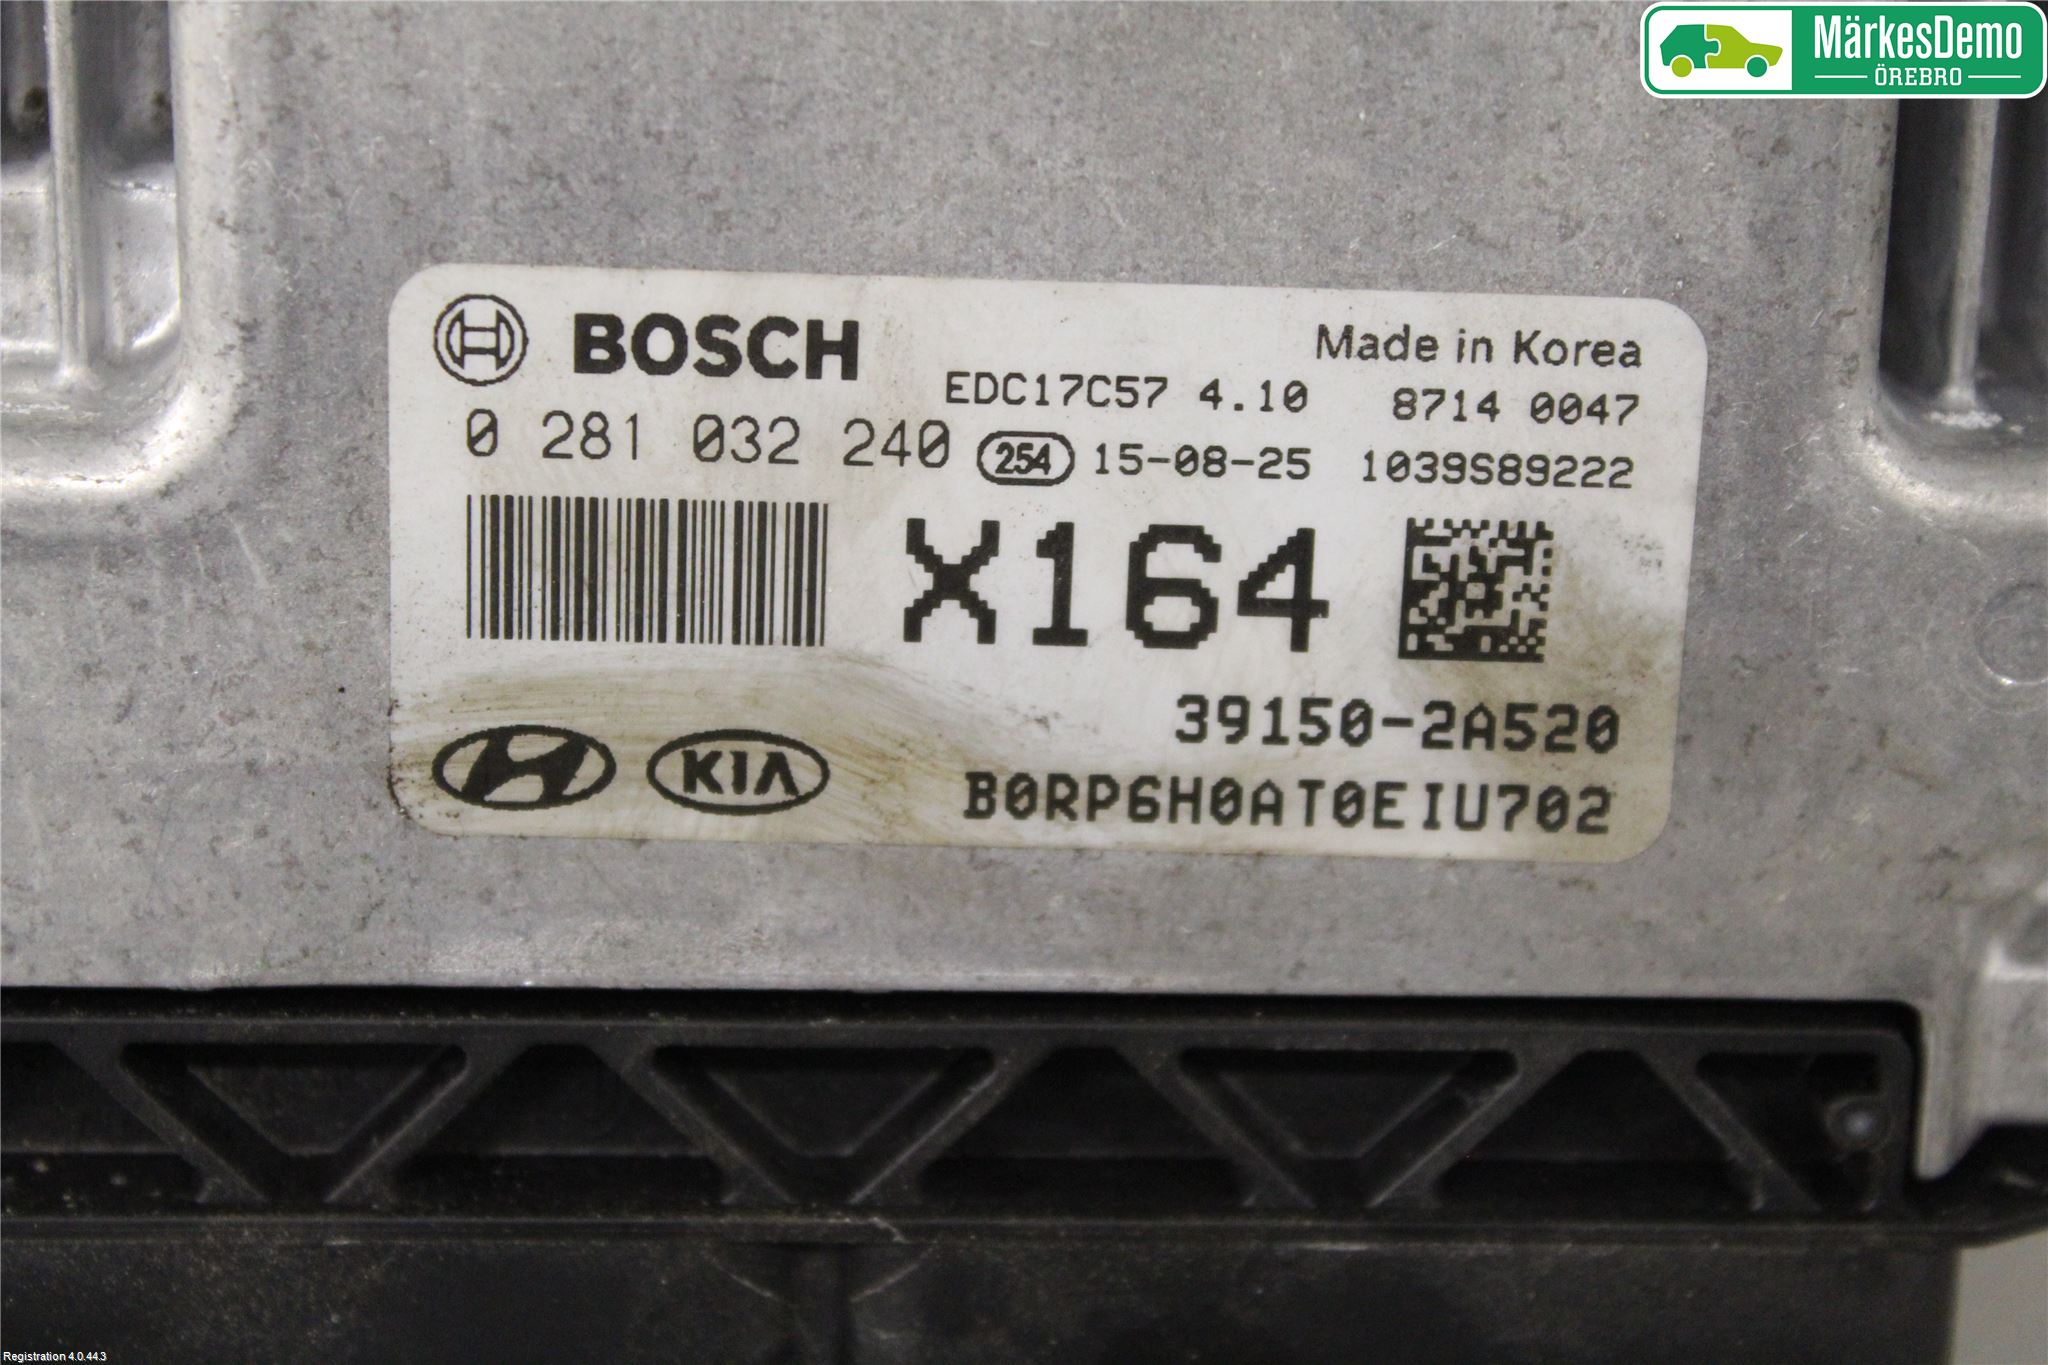 MärkesDemo
ÖREBRO
BOSCH
Made in Korea
EDC17C57 4.10 8714 0047
0 281 032 240 254 15-08-25 1039S89222
X164
39150-2A520
KIA
B0RP6H0AT0EIU702
Registration 4.0.44.3